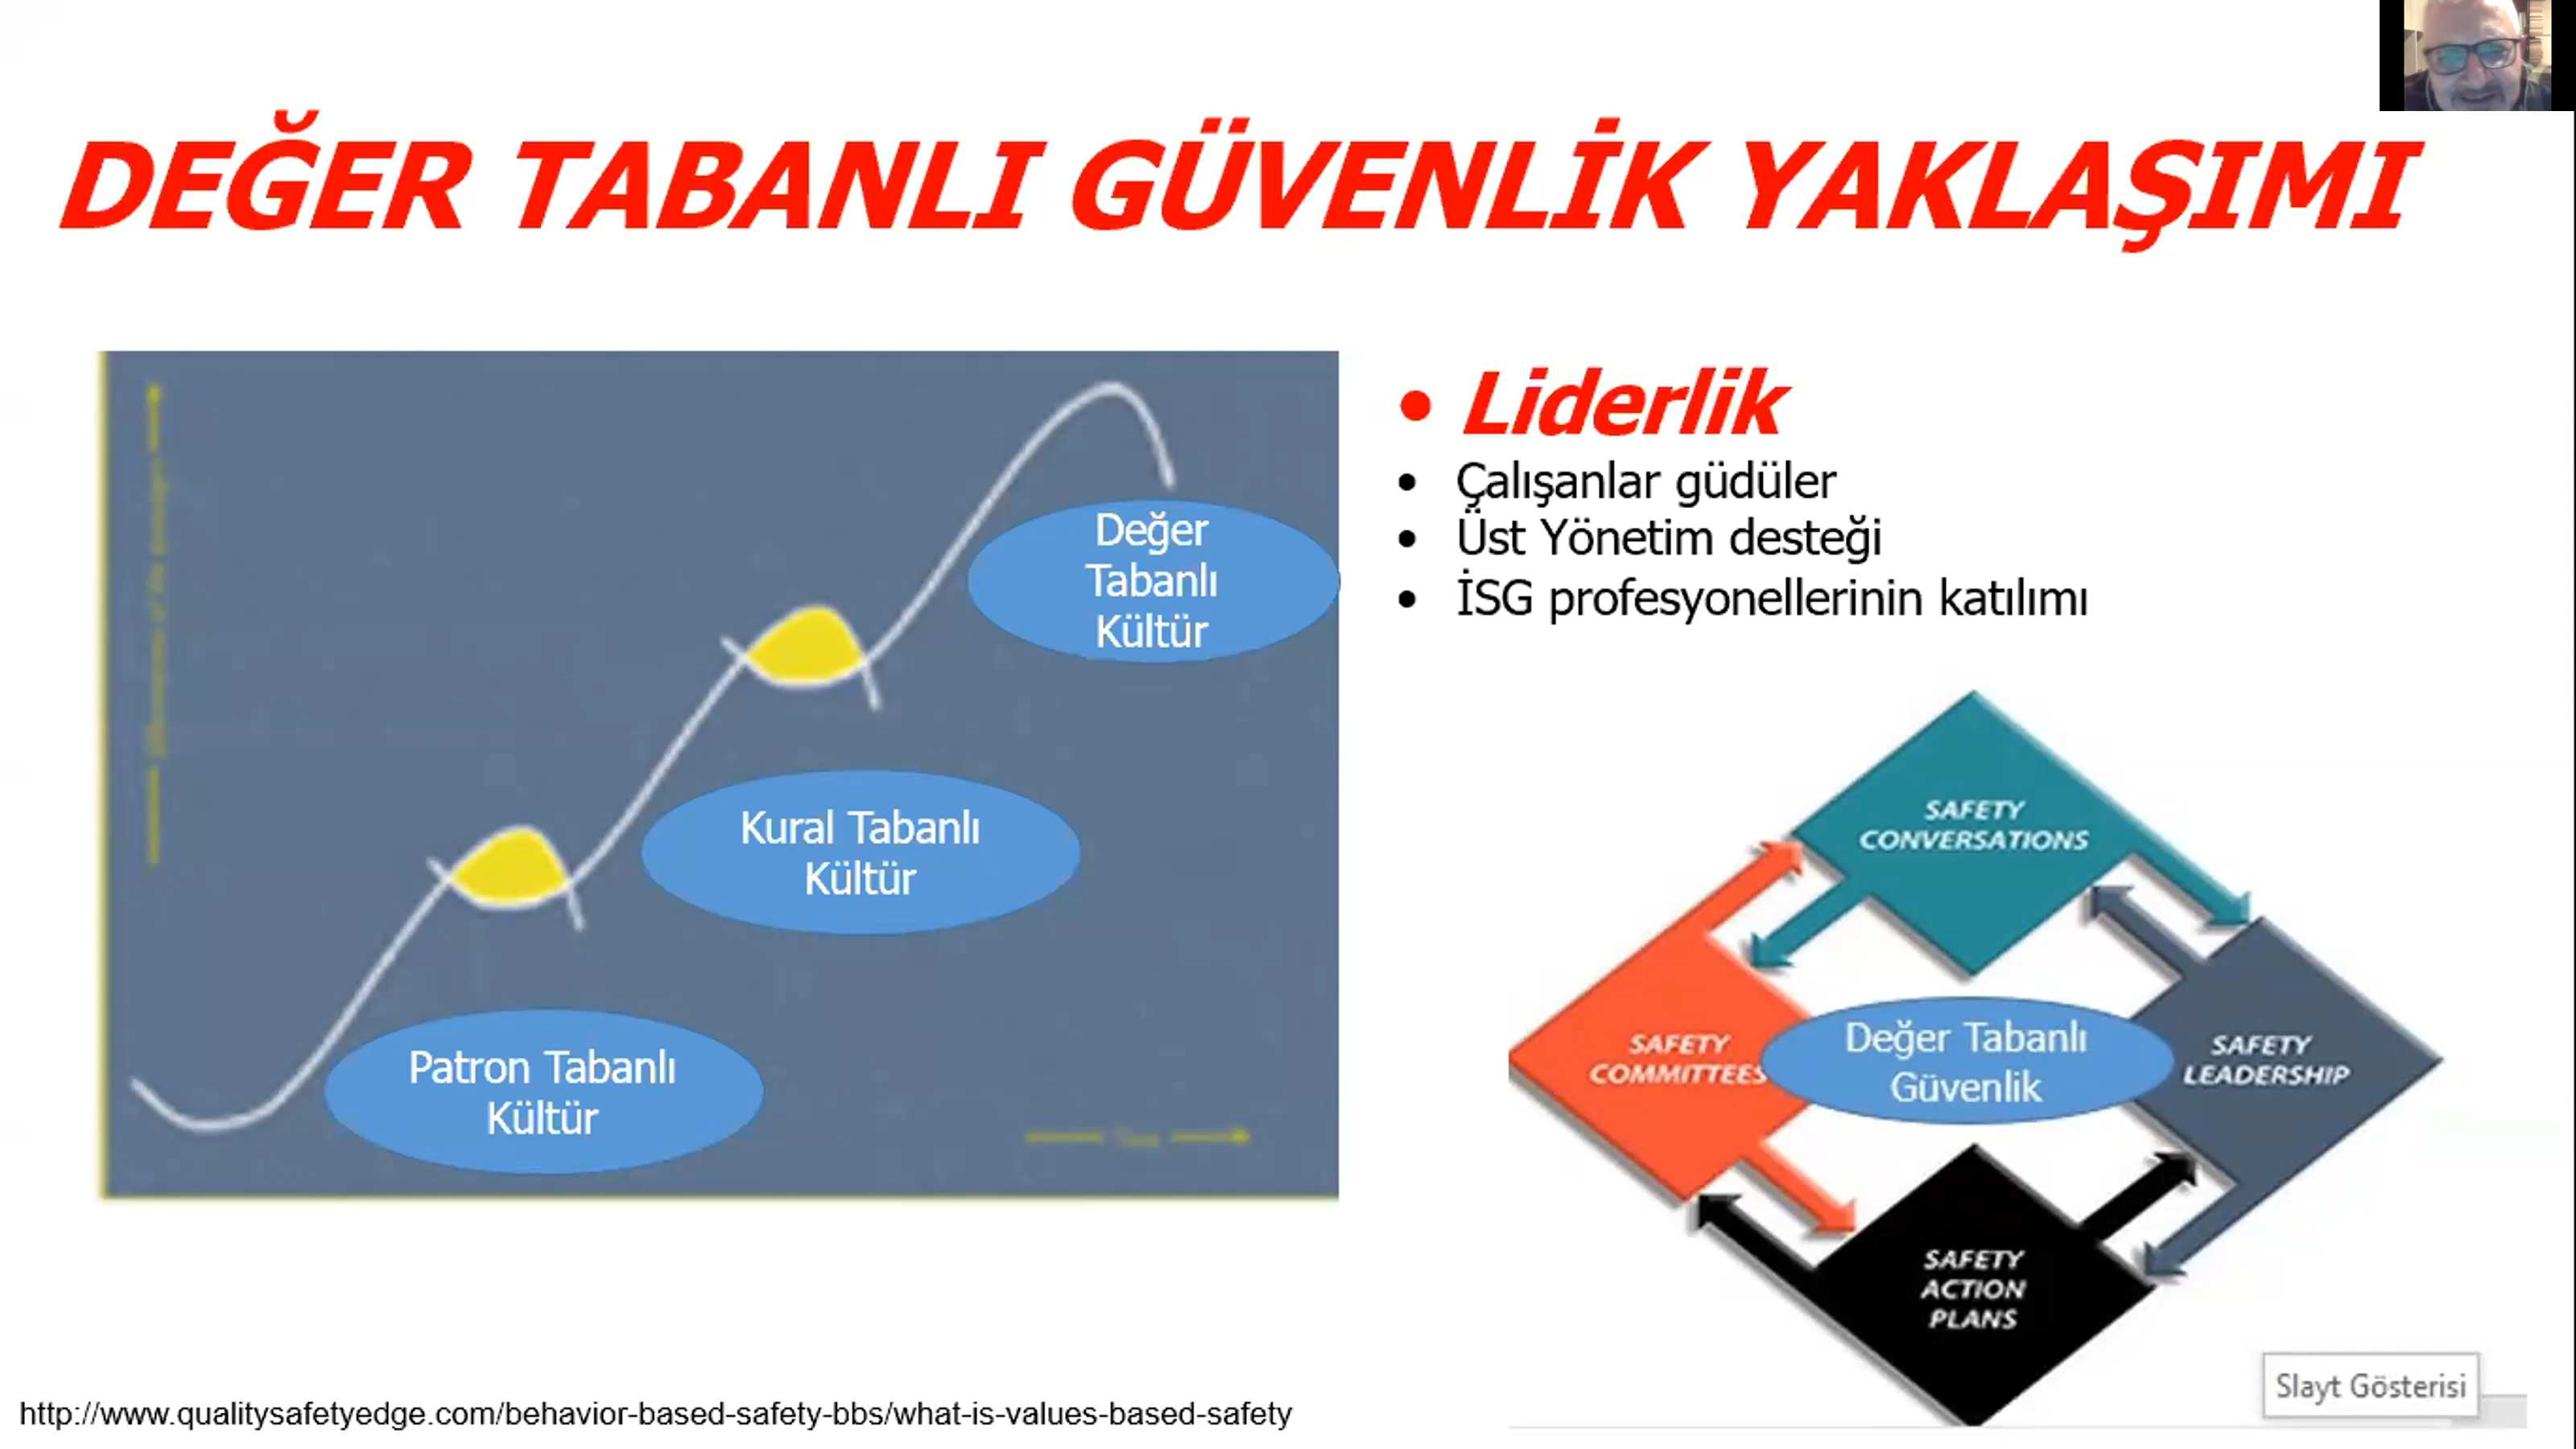 DEĞER TABANLI GÜVENLİK YAKLAŞIMI
Değer
Tabanlı
Kültür
Kural Tabanlı
Kültür
Patron Tabanlı
Kültür
• Liderlik
• Çalışanlar güdüler
• Üst Yönetim desteği
• İSG profesyonellerinin katılımı
SAFETY
CONVERSATIONS
SAFETY
COMMITTEES
Değer Tabanlı
Güvenlik
SAFETY
LEADERSHIP
SAFETY
ACTION
PLANS
Slayt Gösterisi
http://www.qualitysafetyedge.com/behavior-based-safety-bbs/what-is-values-based-safety